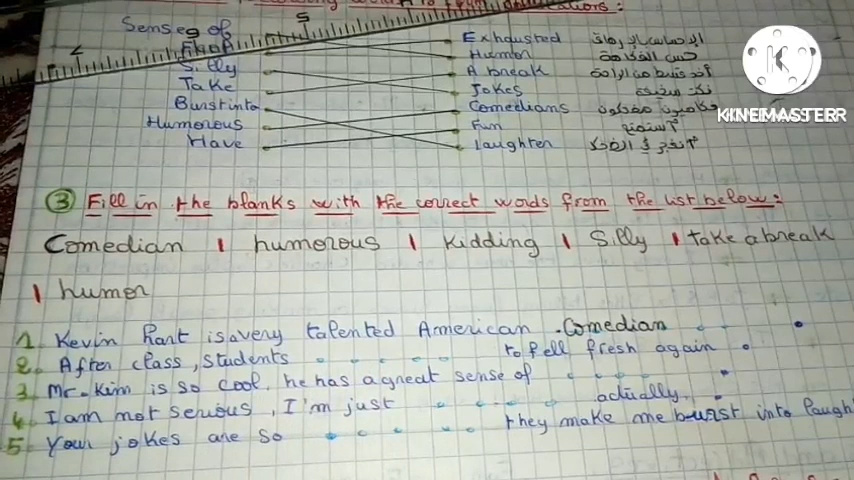 Senses of
Feel
Silly
Take
Burst into
Humorous
Have
Exhausted
Humor
A break
Jokes
Comedians
Fun
laughter
حس الفكاهة
KINEMASTER
③ Fill in the blanks with the correct words from the list below:
Comedian | humorous | kidding | Silly | take a break
| humor
1. Kevin Hart is a very talented American .Comedian .....
2. After class, students ..... to fell fresh again .
3. Mr. Kim is so cool. he has a great sense of .....
4. I am not serious, I'm just ..... actually.
5. Your jokes are so ..... they make me burst into laugh